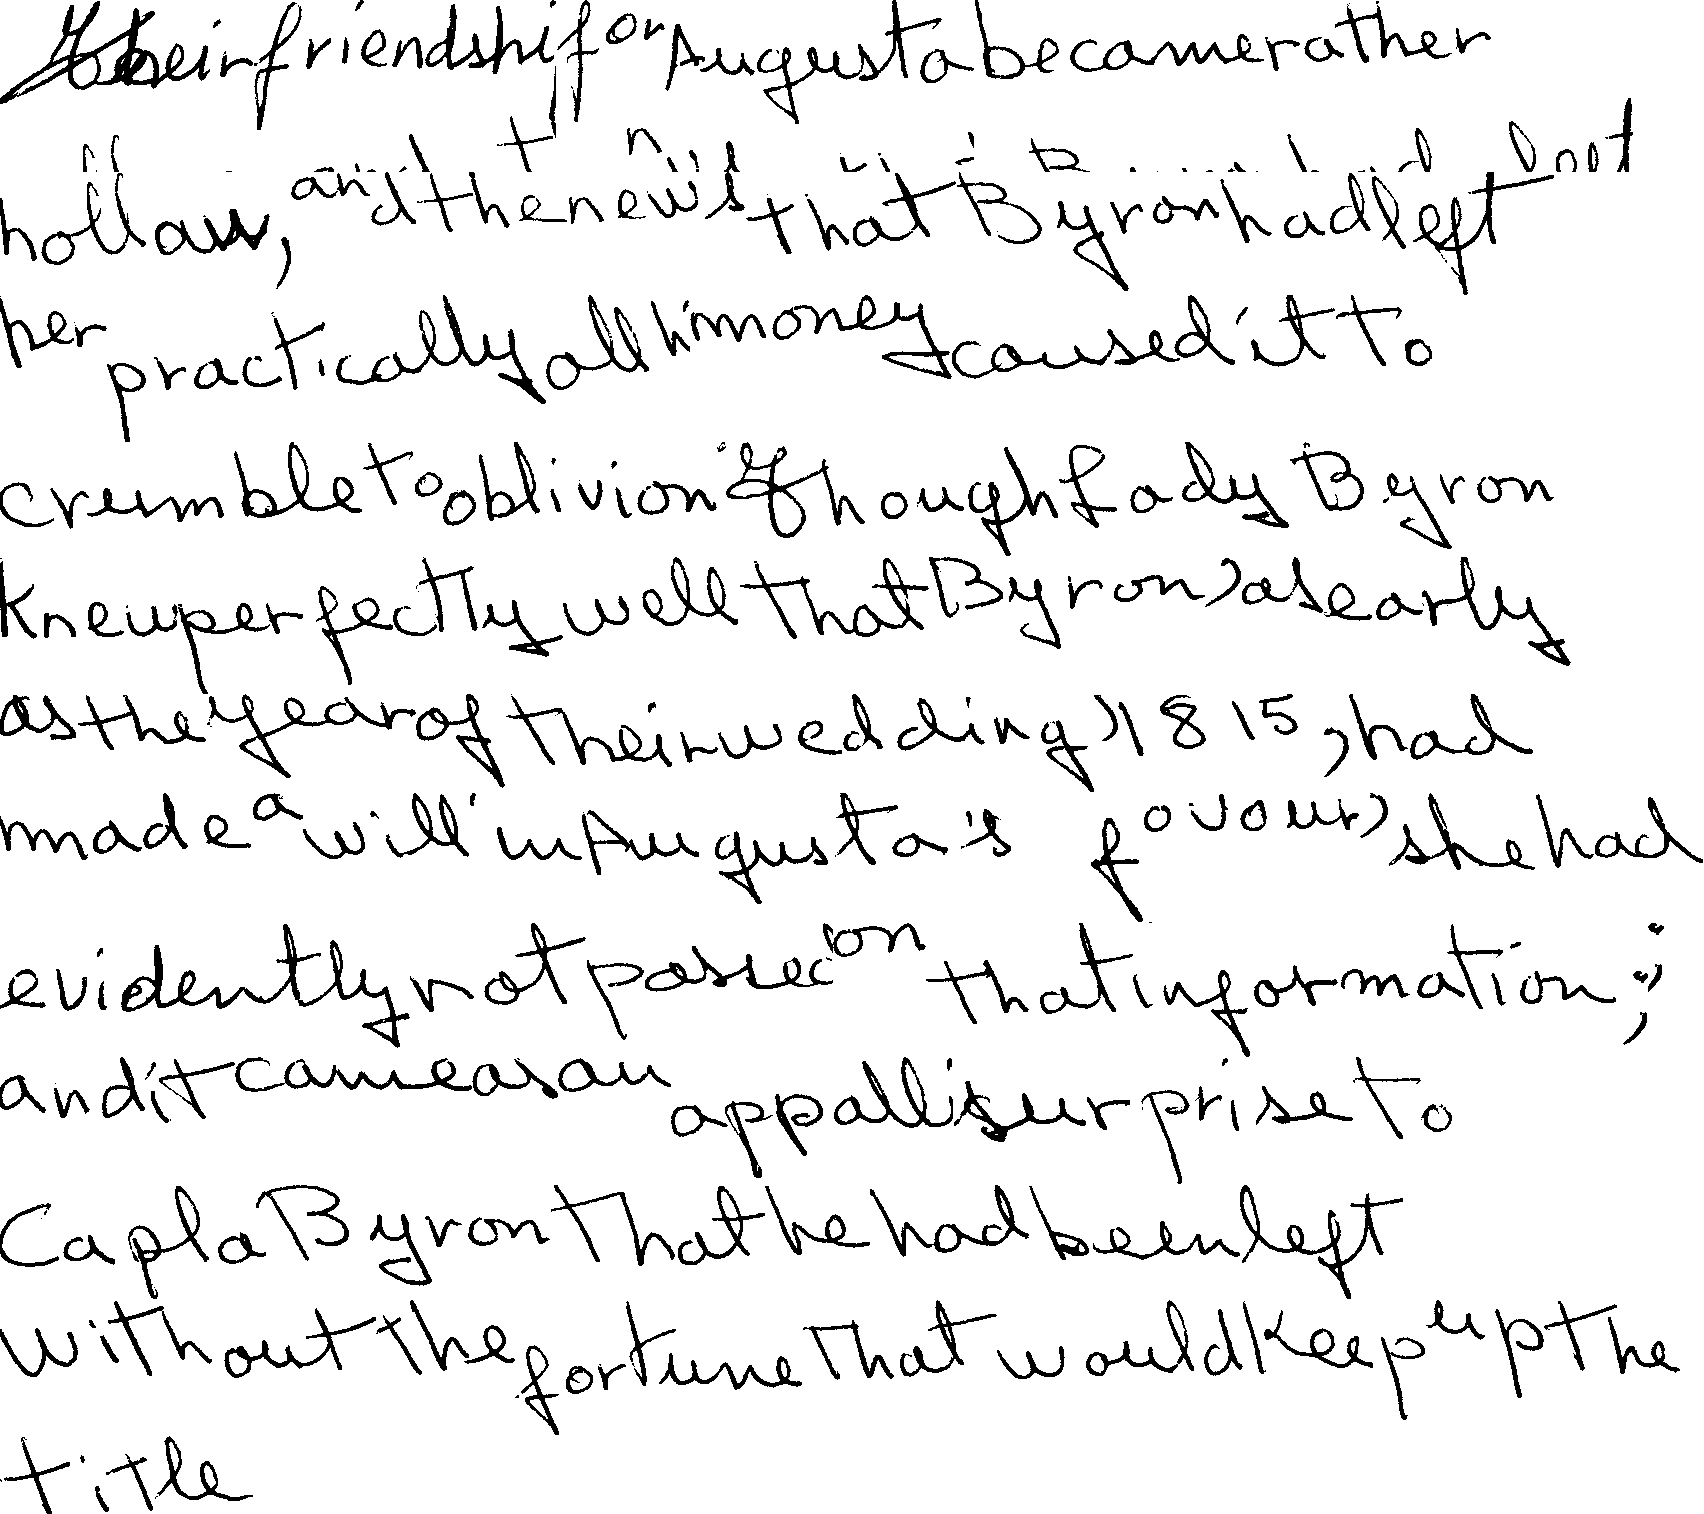 their friendship for Augusta became rather
hollow, and the news that Byron had left
her practically all hi money caused it to
crumble to oblivion. Though Lady Byron
knew perfectly well that Byron, as early
as the year of their wedding, 1815, had
made a will in Augusta's favour, she had
evidently not passed on that information;
and it came as an appalli surprise to
Capla Byron that he had been left
without the fortune that would keep up the
title